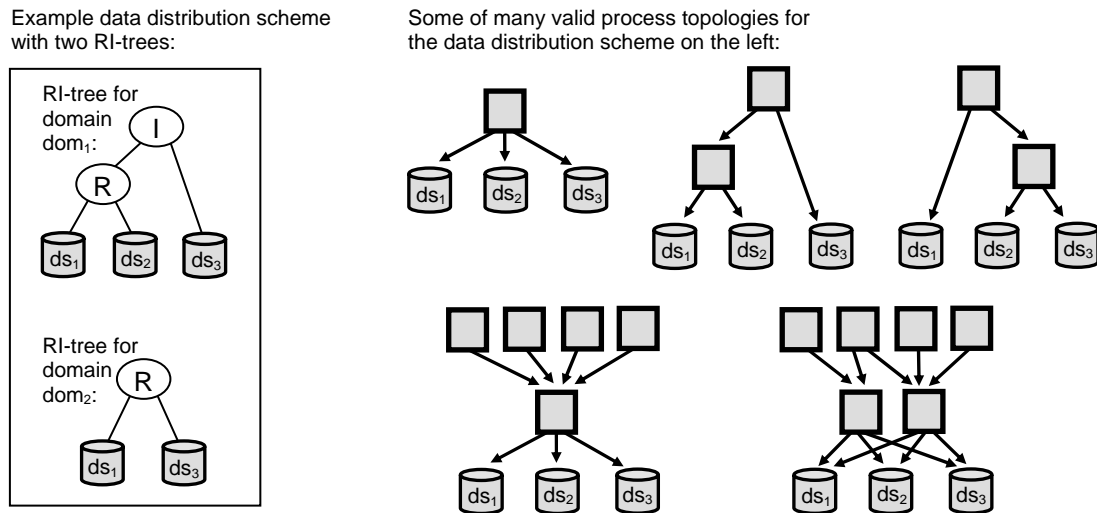 Example data distribution scheme
with two RI-trees:
RI-tree for
domain
dom₁:
I
R
ds₁ ds₂ ds₃
RI-tree for
domain
dom₂:
R
ds₁ ds₃
Some of many valid process topologies for
the data distribution scheme on the left:
ds₁ ds₂ ds₃
ds₁ ds₂ ds₃
ds₁ ds₂ ds₃
ds₁ ds₂ ds₃
ds₁ ds₂ ds₃